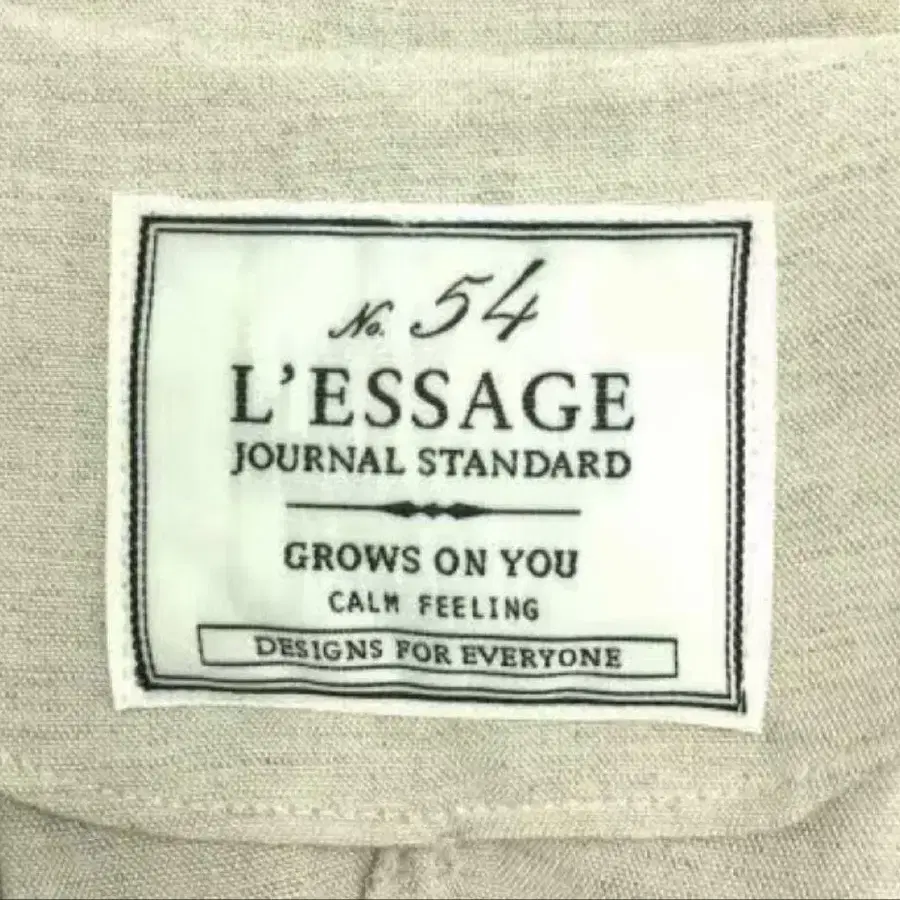 No. 54
L'ESSAGE
JOURNAL STANDARD
GROWS ON YOU
CALM FEELING
DESIGNS FOR EVERYONE